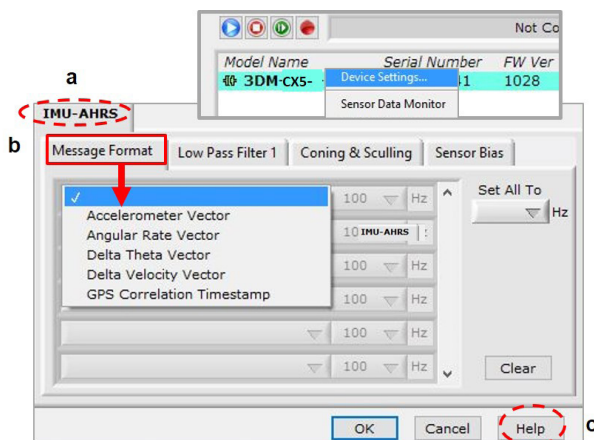 Not Co
Model Name Serial Number FW Ver
3DM-CX5- 41 1028
Device Settings...
Sensor Data Monitor
a
IMU-AHRS
b
Message Format Low Pass Filter 1 Coning & Sculling Sensor Bias
✓
Accelerometer Vector
Angular Rate Vector
Delta Theta Vector
Delta Velocity Vector
GPS Correlation Timestamp
100 Hz
10 IMU-AHRS
100 Hz
100 Hz
100 Hz
100 Hz
Set All To
Hz
Clear
OK Cancel Help c